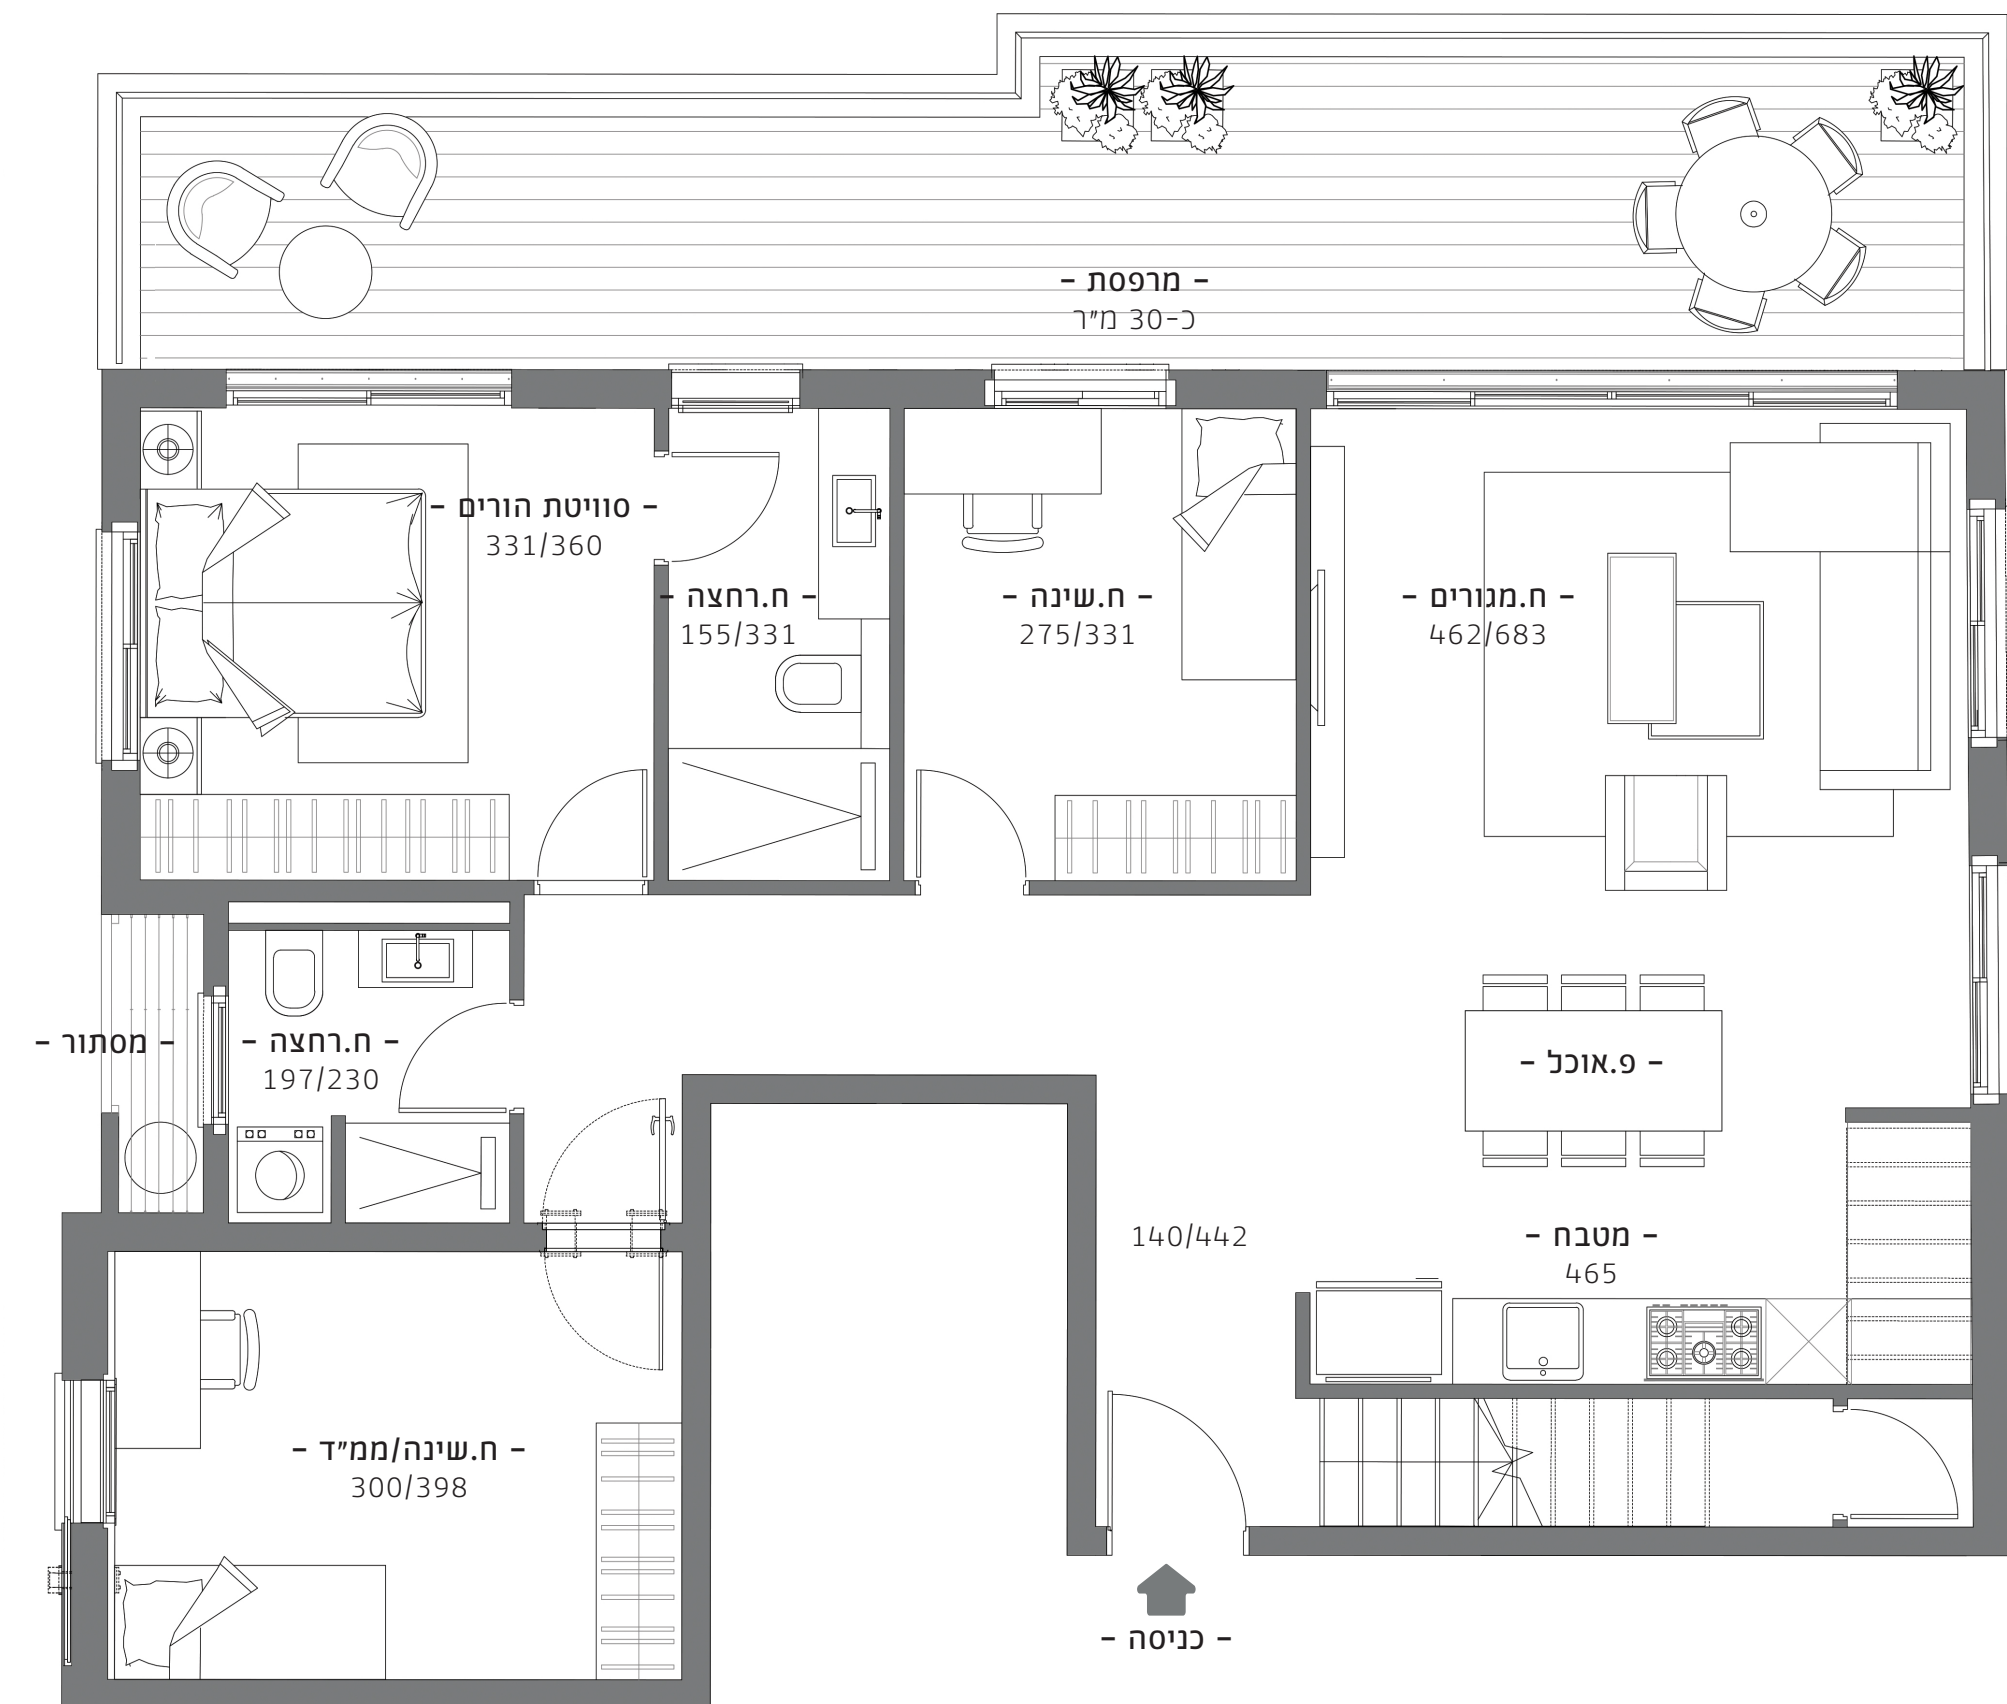 - מרפסת -
כ-30 מ״ר
- סוויטת הורים -
331/360
- ח.רחצה -
155/331
- ח.שינה -
275/331
- ח.מגורים -
462/683
- מסתור -
- ח.רחצה -
197/230
- פ.אוכל -
140/442
- מטבח -
465
- ח.שינה/ממ״ד -
300/398
- כניסה -